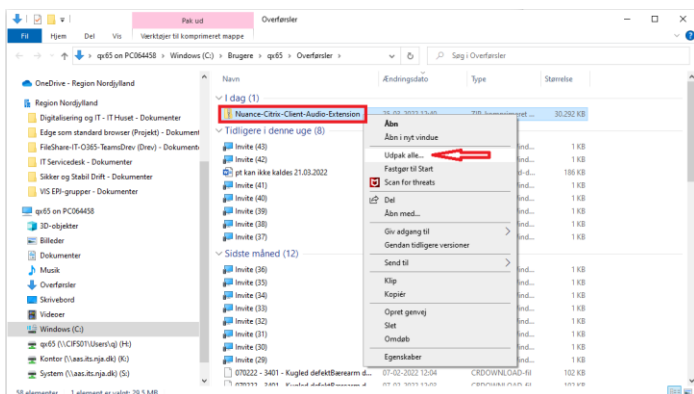 Pak ud
Overførsler
Fil Hjem Del Vis Værktøjer til komprimeret mappe
qx65 on PC064458 › Windows (C:) › Brugere › qx65 › Overførsler ›
Søg i Overførsler
Navn Ændringsdato Type Størrelse
OneDrive - Region Nordjylland
Region Nordjylland
Digitalisering og IT - IT Huset - Dokumenter
Edge som standard browser (Projekt) - Dokument
FileShare-IT-O365-TeamsDrev (Drev) - Dokument
IT Servicedesk - Dokumenter
Sikker og Stabil Drift - Dokumenter
VIS EPJ-grupper - Dokumenter
qx65 on PC064458
3D-objekter
Billeder
Dokumenter
Musik
Overførsler
Skrivebord
Videoer
Windows (C:)
qx65 (\\CIFS01\Users\q) (H:)
Kontor (\\aas.its.nja.dk) (K:)
System (\\aas.its.nja.dk) (S:)
I dag (1)
Nuance-Citrix-Client-Audio-Extension 25-03-2022 12:49 ZIP-komprimeret ... 30.292 KB
Tidligere i denne uge (8)
Invite (43) 1 KB
Invite (42) 1 KB
pt kan ikke kaldes 21.03.2022 186 KB
Invite (41) 1 KB
Invite (40) 1 KB
Invite (39) 1 KB
Invite (38) 1 KB
Invite (37) 1 KB
Sidste måned (12)
Invite (36) 1 KB
Invite (35) 1 KB
Invite (34) 1 KB
Invite (33) 1 KB
Invite (32) 1 KB
Invite (31) 1 KB
Invite (30) 1 KB
Invite (29) 1 KB
070222 - 3401 - Kugled defektBærearm d... 07-02-2022 12:04 CRDOWNLOAD-fil 102 KB
Åbn
Åbn i nyt vindue
Udpak alle...
Fastgør til Start
Scan for threats
Del
Åbn med...
Giv adgang til
Gendan tidligere versioner
Send til
Klip
Kopiér
Opret genvej
Slet
Omdøb
Egenskaber
58 elementer 1 element er valgt: 29,5 MB